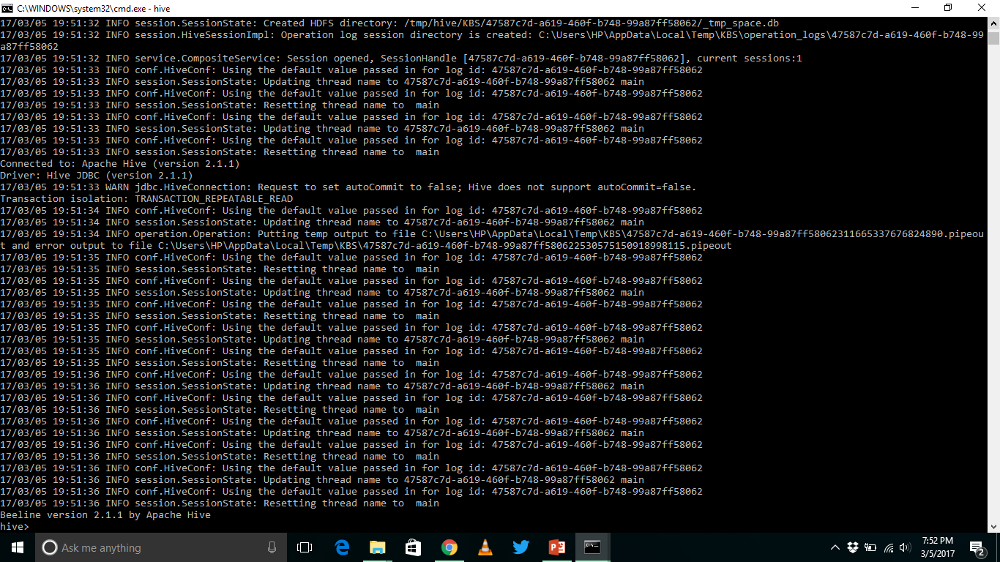 C:\WINDOWS\system32\cmd.exe - hive
17/03/05 19:51:32 INFO session.SessionState: Created HDFS directory: /tmp/hive/KBS/47587c7d-a619-460f-b748-99a87ff58062/_tmp_space.db
17/03/05 19:51:32 INFO session.HiveSessionImpl: Operation log session directory is created: C:\Users\HP\AppData\Local\Temp\KBS\operation_logs\47587c7d-a619-460f-b748-99
a87ff58062
17/03/05 19:51:32 INFO service.CompositeService: Session opened, SessionHandle [47587c7d-a619-460f-b748-99a87ff58062], current sessions:1
17/03/05 19:51:33 INFO conf.HiveConf: Using the default value passed in for log id: 47587c7d-a619-460f-b748-99a87ff58062
17/03/05 19:51:33 INFO session.SessionState: Updating thread name to 47587c7d-a619-460f-b748-99a87ff58062 main
17/03/05 19:51:33 INFO conf.HiveConf: Using the default value passed in for log id: 47587c7d-a619-460f-b748-99a87ff58062
17/03/05 19:51:33 INFO session.SessionState: Resetting thread name to  main
17/03/05 19:51:33 INFO conf.HiveConf: Using the default value passed in for log id: 47587c7d-a619-460f-b748-99a87ff58062
17/03/05 19:51:33 INFO session.SessionState: Updating thread name to 47587c7d-a619-460f-b748-99a87ff58062 main
17/03/05 19:51:33 INFO conf.HiveConf: Using the default value passed in for log id: 47587c7d-a619-460f-b748-99a87ff58062
17/03/05 19:51:33 INFO session.SessionState: Resetting thread name to  main
Connected to: Apache Hive (version 2.1.1)
Driver: Hive JDBC (version 2.1.1)
17/03/05 19:51:33 WARN jdbc.HiveConnection: Request to set autoCommit to false; Hive does not support autoCommit=false.
Transaction isolation: TRANSACTION_REPEATABLE_READ
17/03/05 19:51:34 INFO conf.HiveConf: Using the default value passed in for log id: 47587c7d-a619-460f-b748-99a87ff58062
17/03/05 19:51:34 INFO session.SessionState: Updating thread name to 47587c7d-a619-460f-b748-99a87ff58062 main
17/03/05 19:51:34 INFO operation.Operation: Putting temp output to file C:\Users\HP\AppData\Local\Temp\KBS\47587c7d-a619-460f-b748-99a87ff580623116653376768​24890.pipeou
t and error output to file C:\Users\HP\AppData\Local\Temp\KBS\47587c7d-a619-460f-b748-99a87ff580622530575150918998115.pipeout
17/03/05 19:51:35 INFO conf.HiveConf: Using the default value passed in for log id: 47587c7d-a619-460f-b748-99a87ff58062
17/03/05 19:51:35 INFO session.SessionState: Resetting thread name to  main
17/03/05 19:51:35 INFO conf.HiveConf: Using the default value passed in for log id: 47587c7d-a619-460f-b748-99a87ff58062
17/03/05 19:51:35 INFO session.SessionState: Updating thread name to 47587c7d-a619-460f-b748-99a87ff58062 main
17/03/05 19:51:35 INFO conf.HiveConf: Using the default value passed in for log id: 47587c7d-a619-460f-b748-99a87ff58062
17/03/05 19:51:35 INFO session.SessionState: Resetting thread name to  main
17/03/05 19:51:35 INFO conf.HiveConf: Using the default value passed in for log id: 47587c7d-a619-460f-b748-99a87ff58062
17/03/05 19:51:35 INFO session.SessionState: Updating thread name to 47587c7d-a619-460f-b748-99a87ff58062 main
17/03/05 19:51:35 INFO conf.HiveConf: Using the default value passed in for log id: 47587c7d-a619-460f-b748-99a87ff58062
17/03/05 19:51:35 INFO session.SessionState: Resetting thread name to  main
17/03/05 19:51:36 INFO conf.HiveConf: Using the default value passed in for log id: 47587c7d-a619-460f-b748-99a87ff58062
17/03/05 19:51:36 INFO session.SessionState: Updating thread name to 47587c7d-a619-460f-b748-99a87ff58062 main
17/03/05 19:51:36 INFO conf.HiveConf: Using the default value passed in for log id: 47587c7d-a619-460f-b748-99a87ff58062
17/03/05 19:51:36 INFO session.SessionState: Resetting thread name to  main
17/03/05 19:51:36 INFO conf.HiveConf: Using the default value passed in for log id: 47587c7d-a619-460f-b748-99a87ff58062
17/03/05 19:51:36 INFO session.SessionState: Updating thread name to 47587c7d-a619-460f-b748-99a87ff58062 main
17/03/05 19:51:36 INFO conf.HiveConf: Using the default value passed in for log id: 47587c7d-a619-460f-b748-99a87ff58062
17/03/05 19:51:36 INFO session.SessionState: Resetting thread name to  main
17/03/05 19:51:36 INFO conf.HiveConf: Using the default value passed in for log id: 47587c7d-a619-460f-b748-99a87ff58062
17/03/05 19:51:36 INFO session.SessionState: Updating thread name to 47587c7d-a619-460f-b748-99a87ff58062 main
17/03/05 19:51:36 INFO conf.HiveConf: Using the default value passed in for log id: 47587c7d-a619-460f-b748-99a87ff58062
17/03/05 19:51:36 INFO session.SessionState: Resetting thread name to  main
Beeline version 2.1.1 by Apache Hive
hive>
Ask me anything
7:52 PM
3/5/2017
2